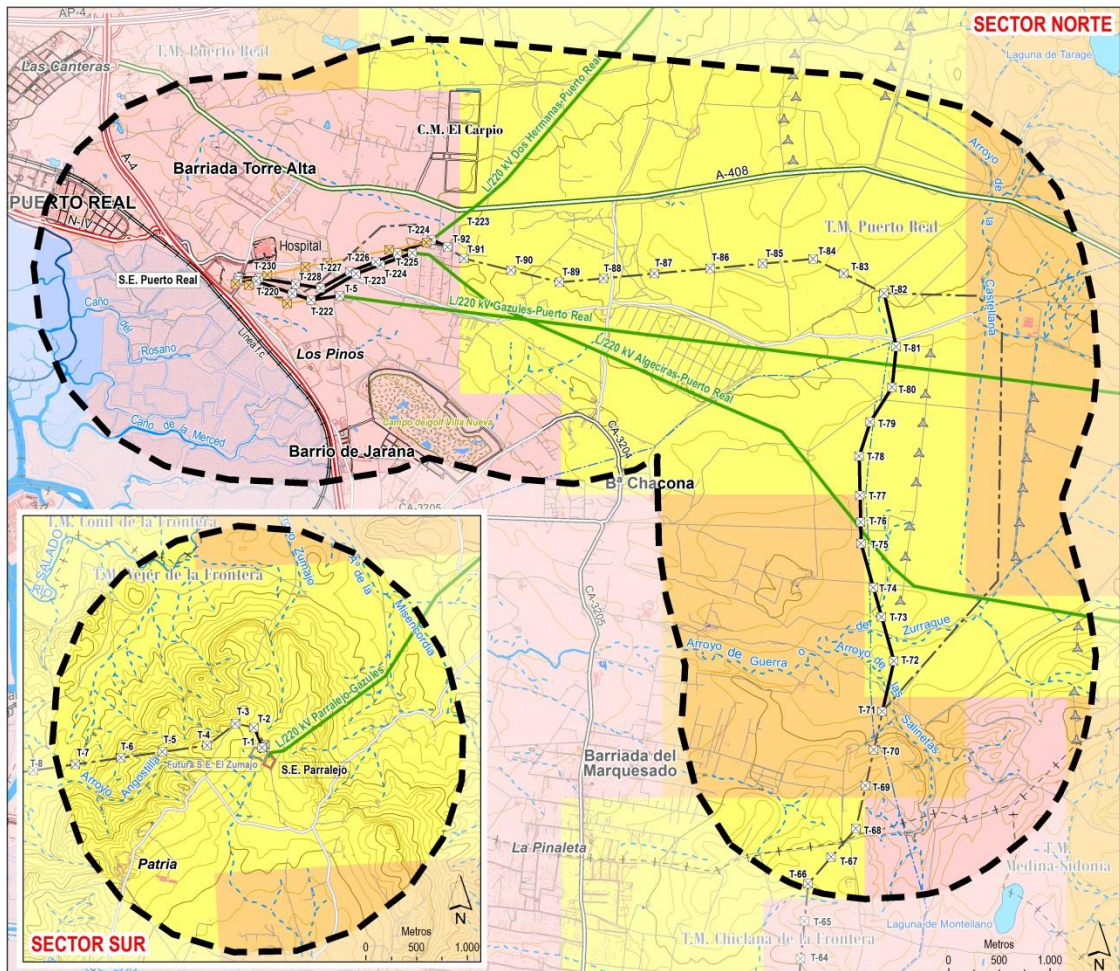 AP-4
SECTOR NORTE
T.M. Puerto Real
Las Canteras
Laguna de Tarage
C.M. El Carpio
L/220 kV Dos Hermanas-Puerto Real
A-4
Barriada Torre Alta
A-408
Arroyo de la Castellana
PUERTO REAL
N-IV
T.M. Puerto Real
Hospital
T-223
T-224
T-92
T-91
T-90
T-89
T-88
T-87
T-86
T-85
T-84
T-83
T-82
T-226
T-225
T-227
T-224
T-230
T-228
T-223
S.E. Puerto Real
T-220
T-5
T-222
L/220 kV Gazules-Puerto Real
Caño del Rosano
Línea f.c.
Los Pinos
L/220 kV Algeciras-Puerto Real
T-81
T-80
T-79
T-78
Campo de golf Villa Nueva
Caño de la Merced
Barrio de Jarana
CA-3204
Bª Chacona
CA-3205
T-77
T-76
T-75
T-74
T-73
T-72
T-71
T-70
T-69
T-68
T-67
T-66
T-65
T-64
CA-3205
Arroyo de Guerra
Arroyo de las Salineras
del Zurraque
Barriada del
Marquesado
La Pinaleta
T.M.
Medina-Sidonia
T.M. Chiclana de la Frontera
Laguna de Montellano
Metros
0 500 1.000
N
T.M. Conil de la Frontera
RÍO SALADO
T.M. Vejer de la Frontera
Zumajo
Aº de la Misericordia
L/220 kV Parralejo-Gazules
T-3
T-2
T-4
T-1
T-5
T-6
T-7
T-8
Futura S.E. El Zumajo
S.E. Parralejo
Arroyo Angostilla
Patria
SECTOR SUR
Metros
0 500 1.000
N